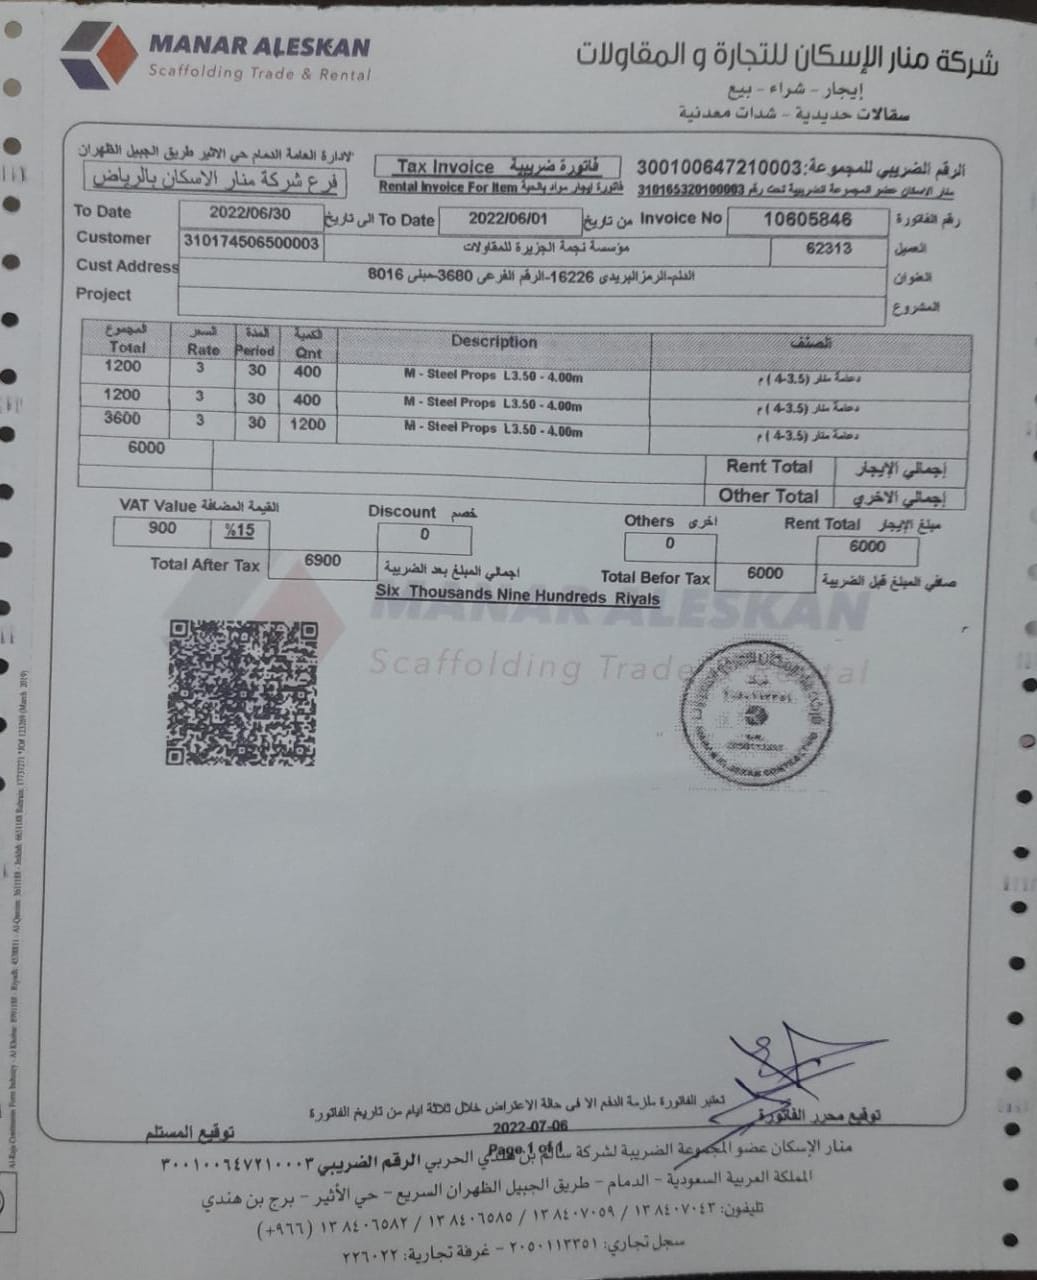 MANAR ALESKAN
Scaffolding Trade & Rental
شركة منار الإسكان للتجارة و المقاولات
إيجار - شراء - بيع
سقالات حديدية - شدات معدنية
لادارة العامة الدمام حي الاثير طريق الجبيل الظهران
فرع شركة منار الاسكان بالرياض
Tax Invoice فاتورة ضريبية
Rental Invoice For Item فاتورة ايجار مواد بالحبة
الرقم الضريبي للمجموعة:300100647210003
منار الاسكان عضو المجموعة الضريبية تحت رقم 310165320100003
To Date 2022/06/30 الى تاريخ To Date 2022/06/01 من تاريخ Invoice No 10605846 رقم الفاتورة
Customer 310174506500003 مؤسسة نجمة الجزيرة للمقاولات 62313 العميل
Cust Address الدلم-الرمز البريدى 16226-الرقم الفرعى 3680-مبنى 8016 العنوان
Project المشروع
المجموع السعر المدة الكمية الصنف
Total Rate Period Qnt Description
1200 3 30 400 M - Steel Props L3.50 - 4.00m دعامة منار (3.5-4) م
1200 3 30 400 M - Steel Props L3.50 - 4.00m دعامة منار (3.5-4) م
3600 3 30 1200 M - Steel Props L3.50 - 4.00m دعامة منار (3.5-4) م
6000 Rent Total إجمالي الإيجار
Other Total إجمالي الاخري
VAT Value القيمة المضافة Discount خصم Others اخرى Rent Total مبلغ الإيجار
900 %15 0 0 6000
Total After Tax 6900 اجمالي المبلغ بعد الضريبة Total Befor Tax 6000 صافي المبلغ قبل الضريبة
Six Thousands Nine Hundreds Riyals
MANAR ALESKAN
Scaffolding Trade & Rental
تعتبر الفاتورة ملزمة الدفع الا فى حالة الاعتراض خلال ثلاثة ايام من تاريخ الفاتورة
توقيع محرر الفاتورة
2022-07-06
توقيع المستلم
Page 1 of 1
منار الإسكان عضو المجموعة الضريبية لشركة سالم بن هندي الحربي الرقم الضريبي ٣٠٠١٠٠٦٤٧٢١٠٠٠٣
المملكة العربية السعودية - الدمام - طريق الجبيل الظهران السريع - حي الأثير - برج بن هندي
تليفون: ١٣٨٤٠٧٠٤٣ / ١٣٨٤٠٧٠٥٩ / ١٣٨٤٠٦٥٨٥ / ١٣٨٤٠٦٥٨٢ (٩٦٦+)
سجل تجاري: ٢٠٥٠١١٣٣٥١ - غرفة تجارية: ٢٢٦٠٢٢